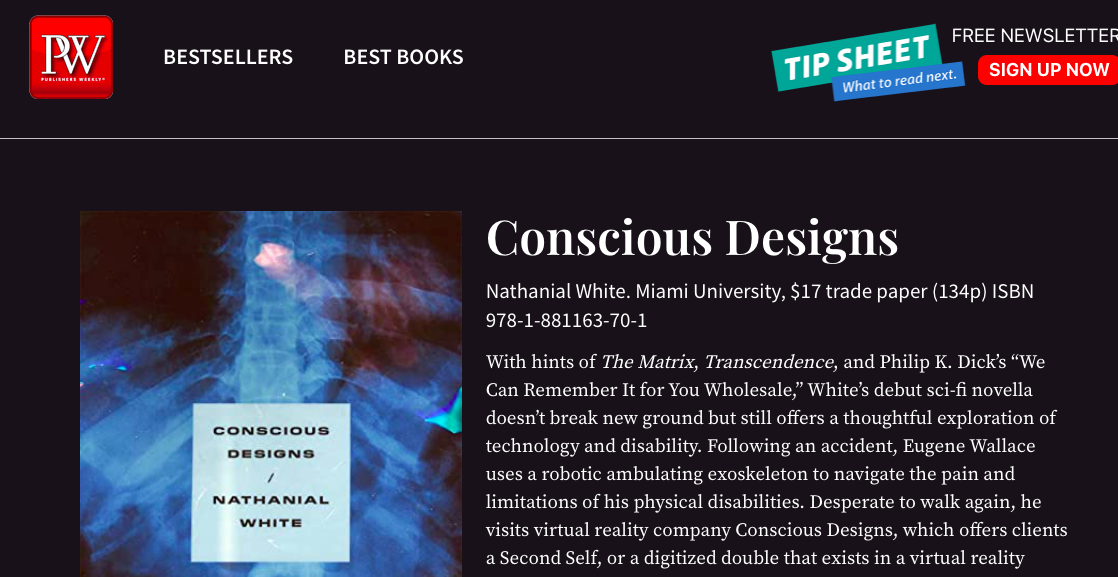 PW
PUBLISHERS WEEKLY
BESTSELLERS
BEST BOOKS
TIP SHEET
What to read next.
FREE NEWSLETTER
SIGN UP NOW
CONSCIOUS
DESIGNS
/
NATHANIAL
WHITE
Conscious Designs
Nathanial White. Miami University, $17 trade paper (134p) ISBN
978-1-881163-70-1
With hints of The Matrix, Transcendence, and Philip K. Dick’s “We
Can Remember It for You Wholesale,” White’s debut sci-fi novella
doesn’t break new ground but still offers a thoughtful exploration of
technology and disability. Following an accident, Eugene Wallace
uses a robotic ambulating exoskeleton to navigate the pain and
limitations of his physical disabilities. Desperate to walk again, he
visits virtual reality company Conscious Designs, which offers clients
a Second Self, or a digitized double that exists in a virtual reality